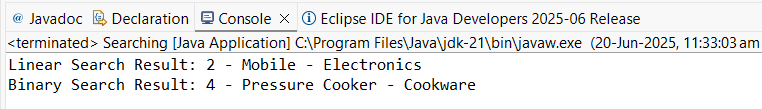 @ Javadoc Declaration Console × Eclipse IDE for Java Developers 2025-06 Release
<terminated> Searching [Java Application] C:\Program Files\Java\jdk-21\bin\javaw.exe (20-Jun-2025, 11:33:03 am
Linear Search Result: 2 - Mobile - Electronics
Binary Search Result: 4 - Pressure Cooker - Cookware